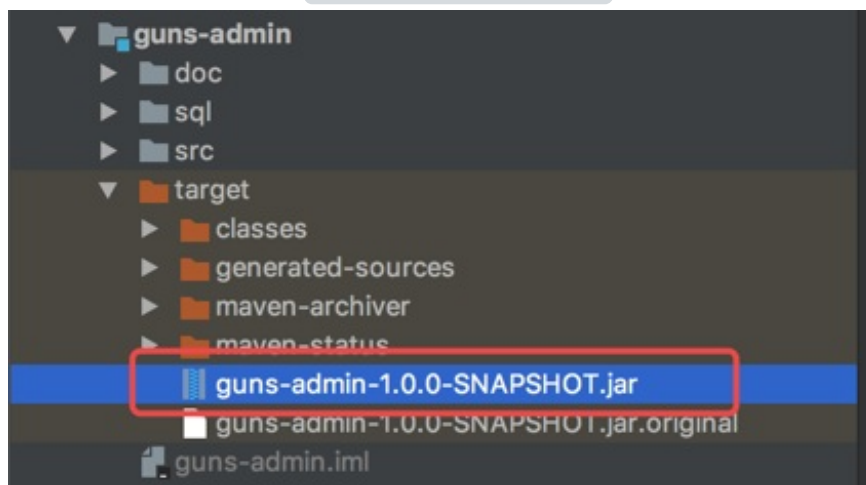 guns-admin
doc
sql
src
target
classes
generated-sources
maven-archiver
maven-status
guns-admin-1.0.0-SNAPSHOT.jar
guns-admin-1.0.0-SNAPSHOT.jar.original
guns-admin.iml